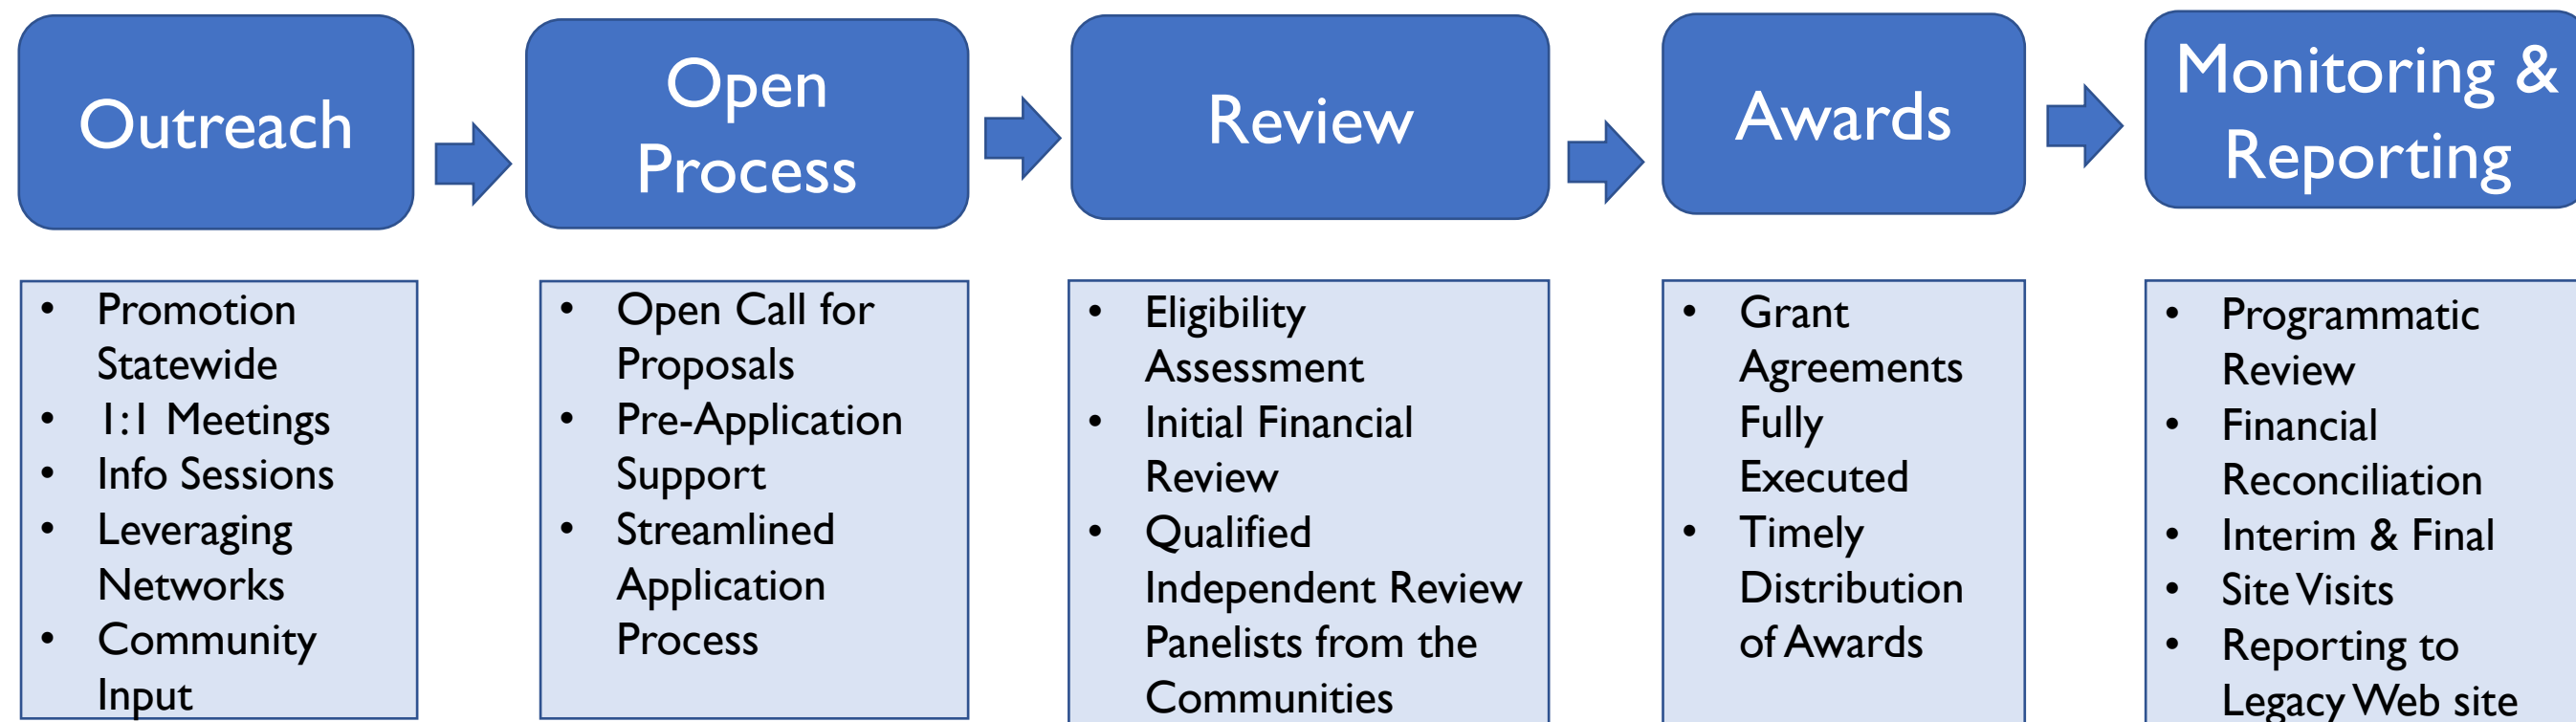 Outreach
Open
Process
Review
Awards
Monitoring &
Reporting
• Promotion
Statewide
• 1:1 Meetings
• Info Sessions
• Leveraging
Networks
• Community
Input
• Open Call for
Proposals
• Pre-Application
Support
• Streamlined
Application
Process
• Eligibility
Assessment
• Initial Financial
Review
• Qualified
Independent Review
Panelists from the
Communities
• Grant
Agreements
Fully
Executed
• Timely
Distribution
of Awards
• Programmatic
Review
• Financial
Reconciliation
• Interim & Final
• Site Visits
• Reporting to
Legacy Web site